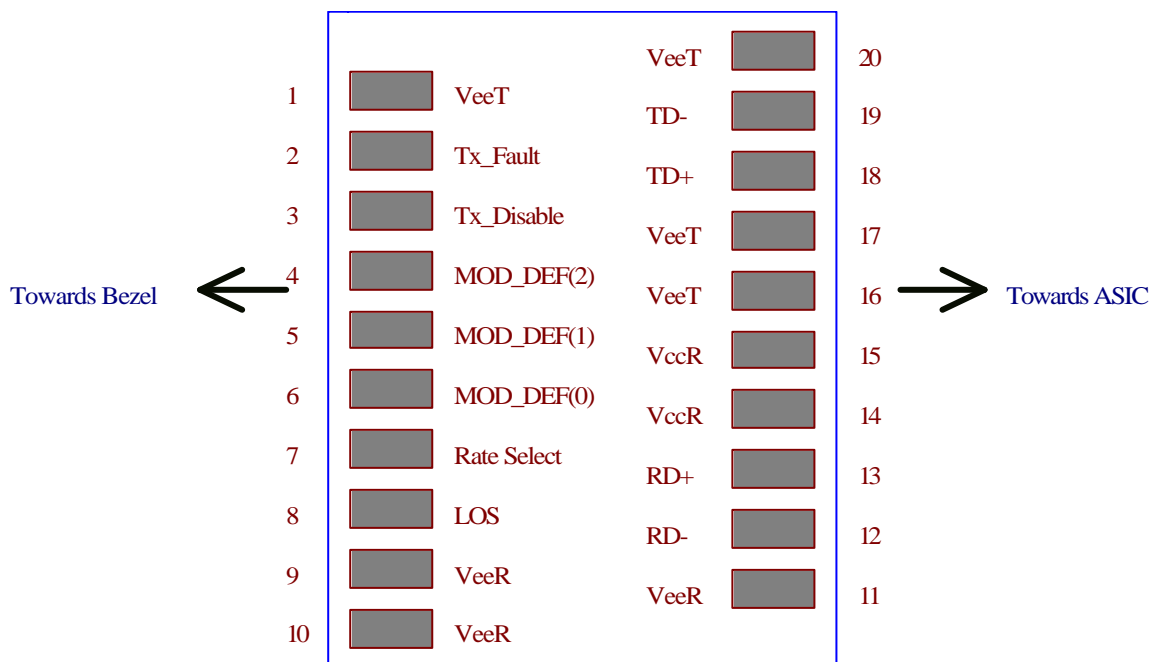 VeeT 20
1 VeeT
TD- 19
2 Tx_Fault
TD+ 18
3 Tx_Disable
VeeT 17
4 MOD_DEF(2)
Towards Bezel
VeeT 16
Towards ASIC
5 MOD_DEF(1)
VccR 15
6 MOD_DEF(0)
VccR 14
7 Rate Select
RD+ 13
8 LOS
RD- 12
9 VeeR
VeeR 11
10 VeeR